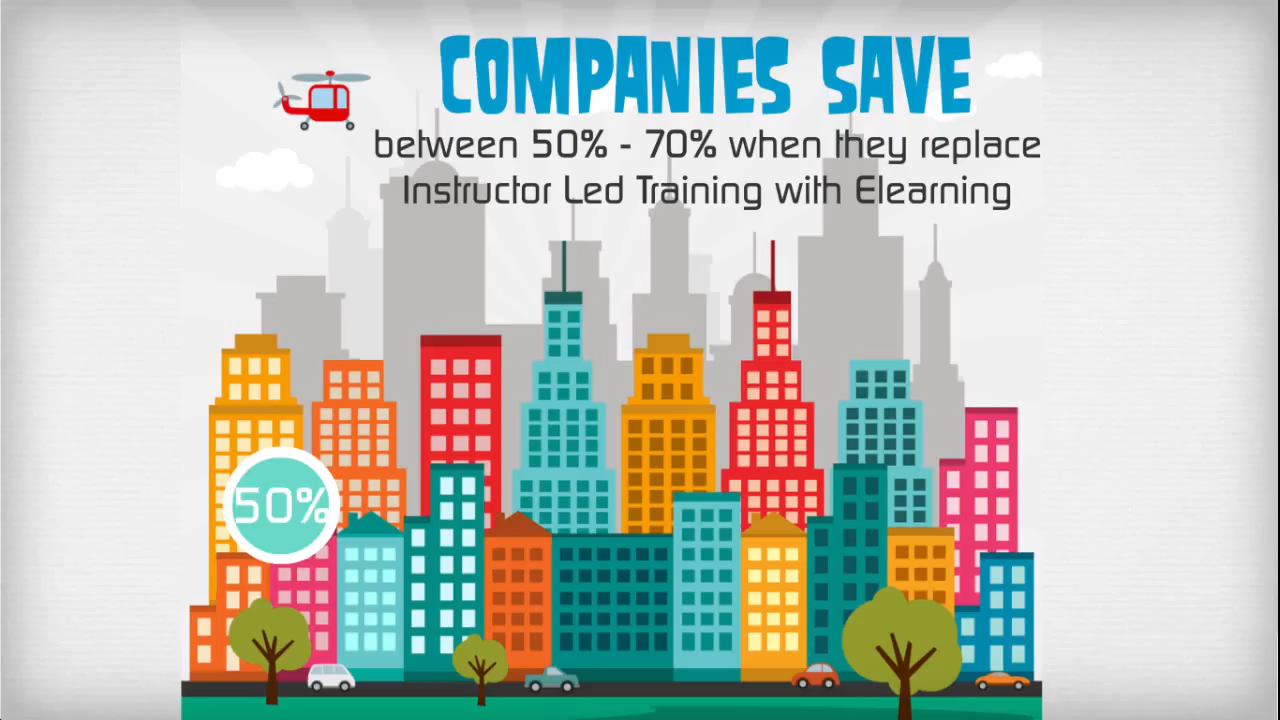 COMPANIES SAVE
between 50% - 70% when they replace
Instructor Led Training with Elearning
50%